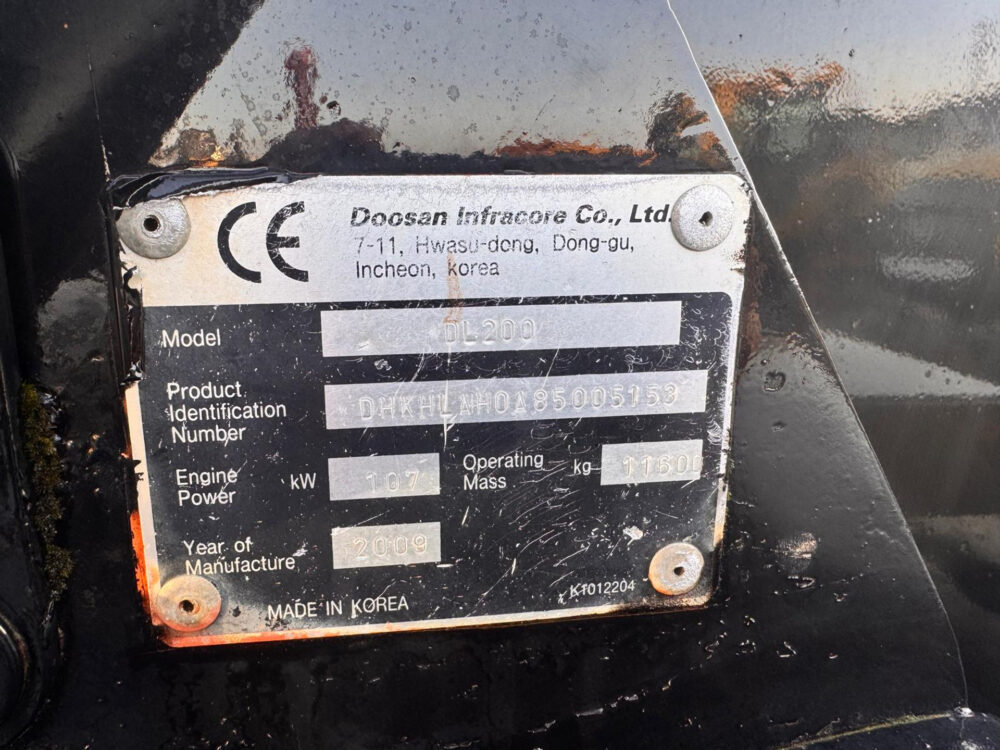 CE
Doosan Infracore Co., Ltd.
7-11, Hwasu-dong, Dong-gu,
Incheon, korea
Model DL200
Product Identification Number DHKHLAH0A85005153
Engine Power kW 107
Operating Mass kg 11500
Year of Manufacture 2009
MADE IN KOREA
K1012204